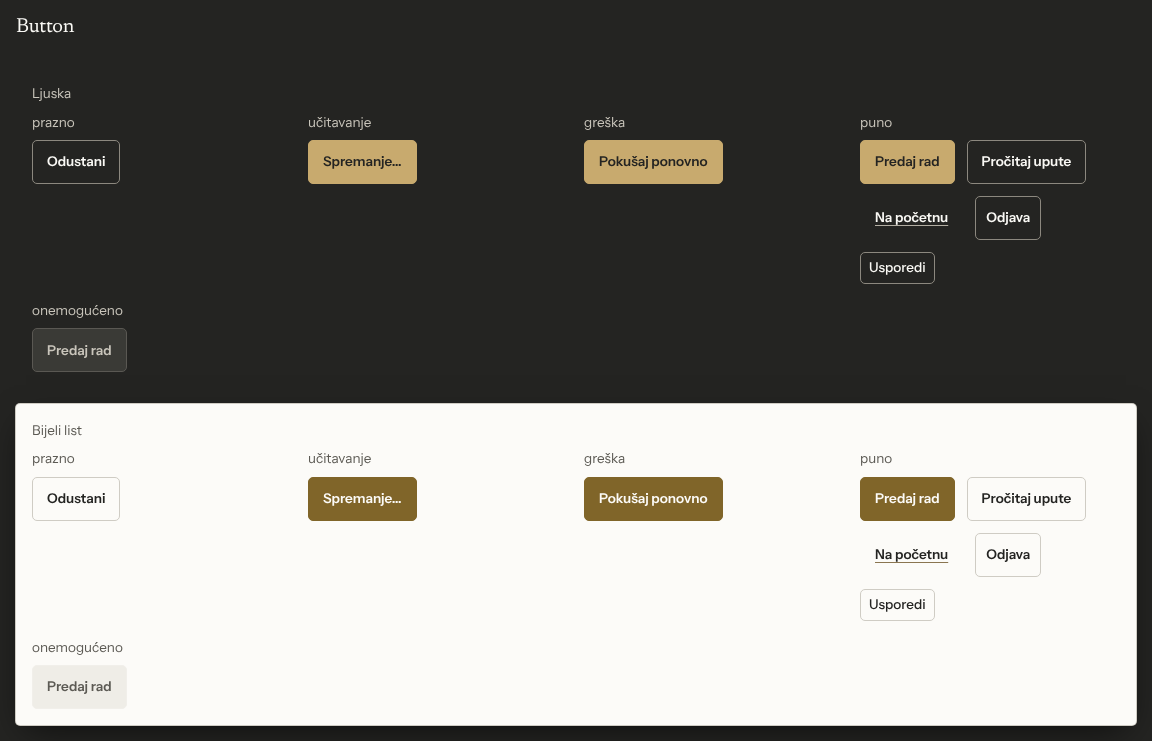 Button
Ljuska
prazno
Odustani
učitavanje
Spremanje…
greška
Pokušaj ponovno
puno
Predaj rad
Pročitaj upute
Na početnu
Odjava
Usporedi
onemogućeno
Predaj rad
Bijeli list
prazno
Odustani
učitavanje
Spremanje…
greška
Pokušaj ponovno
puno
Predaj rad
Pročitaj upute
Na početnu
Odjava
Usporedi
onemogućeno
Predaj rad